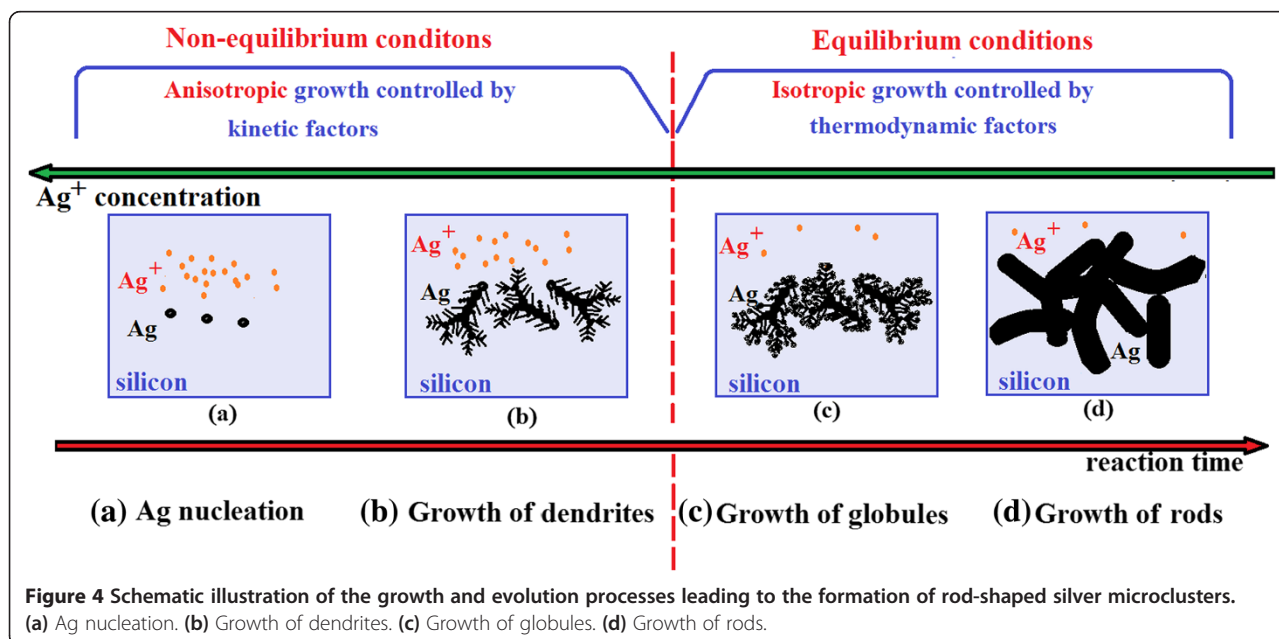 Non-equilibrium conditons
Equilibrium conditions
Anisotropic growth controlled by
kinetic factors
Isotropic growth controlled by
thermodynamic factors
Ag+ concentration
Ag+
Ag
silicon
(a)
Ag+
Ag
silicon
(b)
Ag+
Ag
silicon
(c)
Ag+
Ag
silicon
(d)
reaction time
(a) Ag nucleation
(b) Growth of dendrites
(c) Growth of globules
(d) Growth of rods
Figure 4 Schematic illustration of the growth and evolution processes leading to the formation of rod-shaped silver microclusters.
(a) Ag nucleation. (b) Growth of dendrites. (c) Growth of globules. (d) Growth of rods.